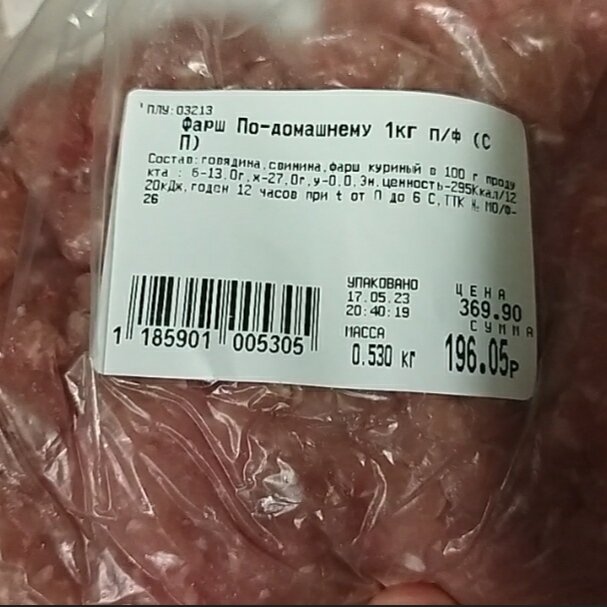 ПЛУ:03213
Фарш По-домашнему 1кг п/ф (С
П)
Состав:говядина,свинина,фарш куриный в 100 г проду
кта : б-13.0г,ж-27,0г,у-0.0,Эн,ценность-295Ккал/12
20кДж,годен 12 часов при t от 0 до 6 С,ТТК № МО/Ф-
26
УПАКОВАНО
17.05.23
20:40:19
ЦЕНА
369.90
СУММА
МАССА
0.530 кг
196.05р
1 185901 005305